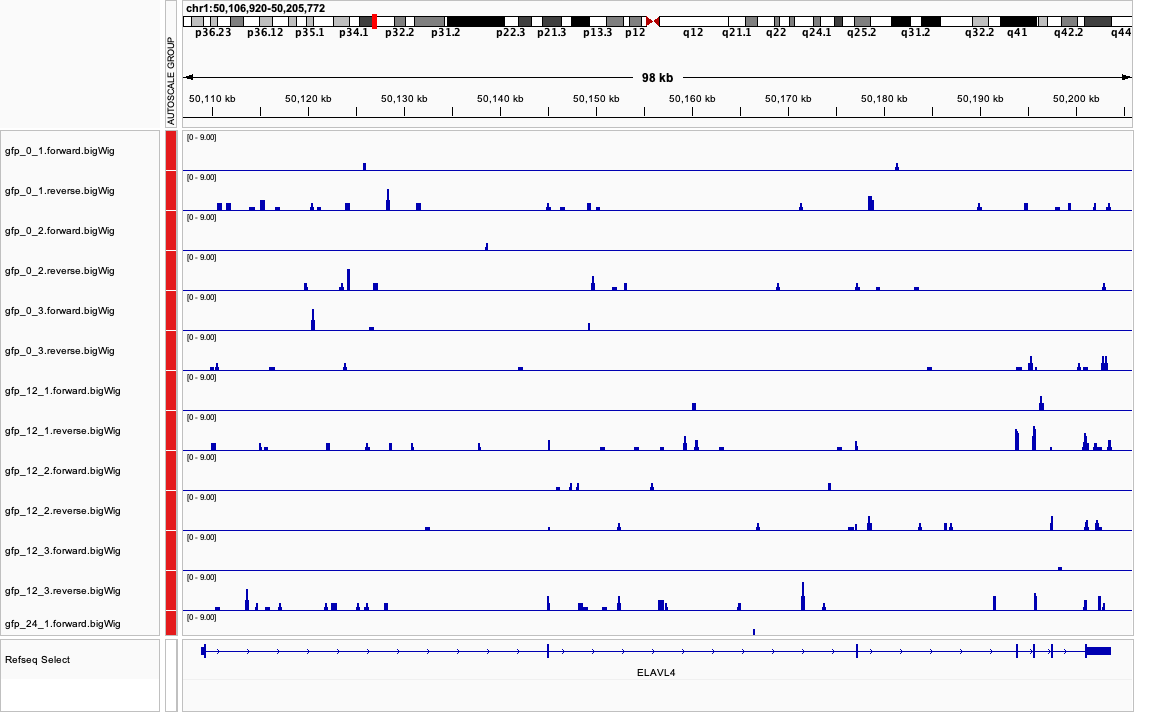 chr1:50,106,920-50,205,772
p36.23 p36.12 p35.1 p34.1 p32.2 p31.2 p22.3 p21.3 p13.3 p12 q12 q21.1 q22 q24.1 q25.2 q31.2 q32.2 q41 q42.2 q44
AUTOSCALE GROUP
98 kb
50,110 kb 50,120 kb 50,130 kb 50,140 kb 50,150 kb 50,160 kb 50,170 kb 50,180 kb 50,190 kb 50,200 kb
[0 - 9.00]
gfp_0_1.forward.bigWig
[0 - 9.00]
gfp_0_1.reverse.bigWig
[0 - 9.00]
gfp_0_2.forward.bigWig
[0 - 9.00]
gfp_0_2.reverse.bigWig
[0 - 9.00]
gfp_0_3.forward.bigWig
[0 - 9.00]
gfp_0_3.reverse.bigWig
[0 - 9.00]
gfp_12_1.forward.bigWig
[0 - 9.00]
gfp_12_1.reverse.bigWig
[0 - 9.00]
gfp_12_2.forward.bigWig
[0 - 9.00]
gfp_12_2.reverse.bigWig
[0 - 9.00]
gfp_12_3.forward.bigWig
[0 - 9.00]
gfp_12_3.reverse.bigWig
[0 - 9.00]
gfp_24_1.forward.bigWig
Refseq Select
ELAVL4